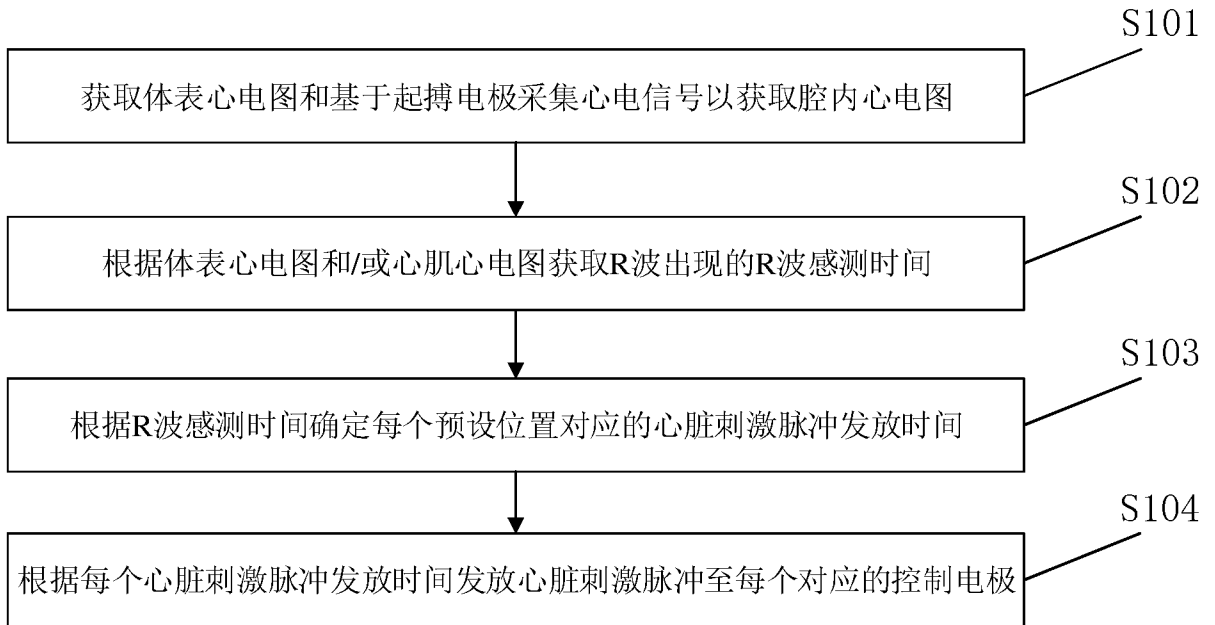 S101
获取体表心电图和基于起搏电极采集心电信号以获取腔内心电图
S102
根据体表心电图和/或心肌心电图获取R波出现的R波感测时间
S103
根据R波感测时间确定每个预设位置对应的心脏刺激脉冲发放时间
S104
根据每个心脏刺激脉冲发放时间发放心脏刺激脉冲至每个对应的控制电极